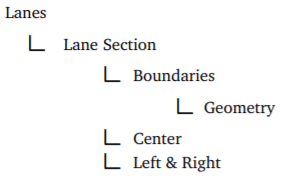 Lanes
Lane Section
Boundaries
Geometry
Center
Left & Right